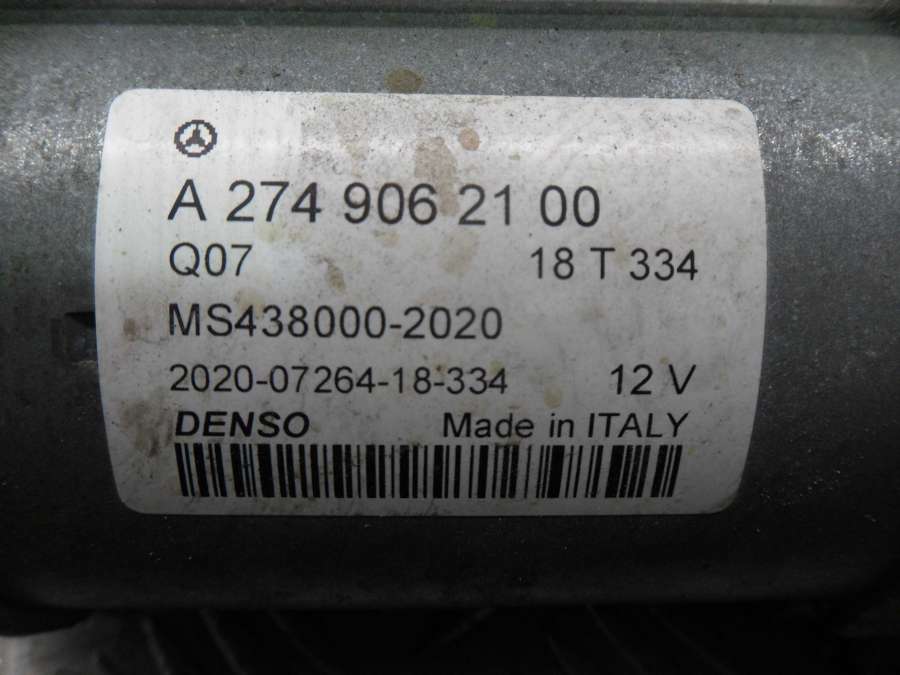 A 274 906 21 00
Q07 18 T 334
MS438000-2020
2020-07264-18-334 12 V
DENSO Made in ITALY